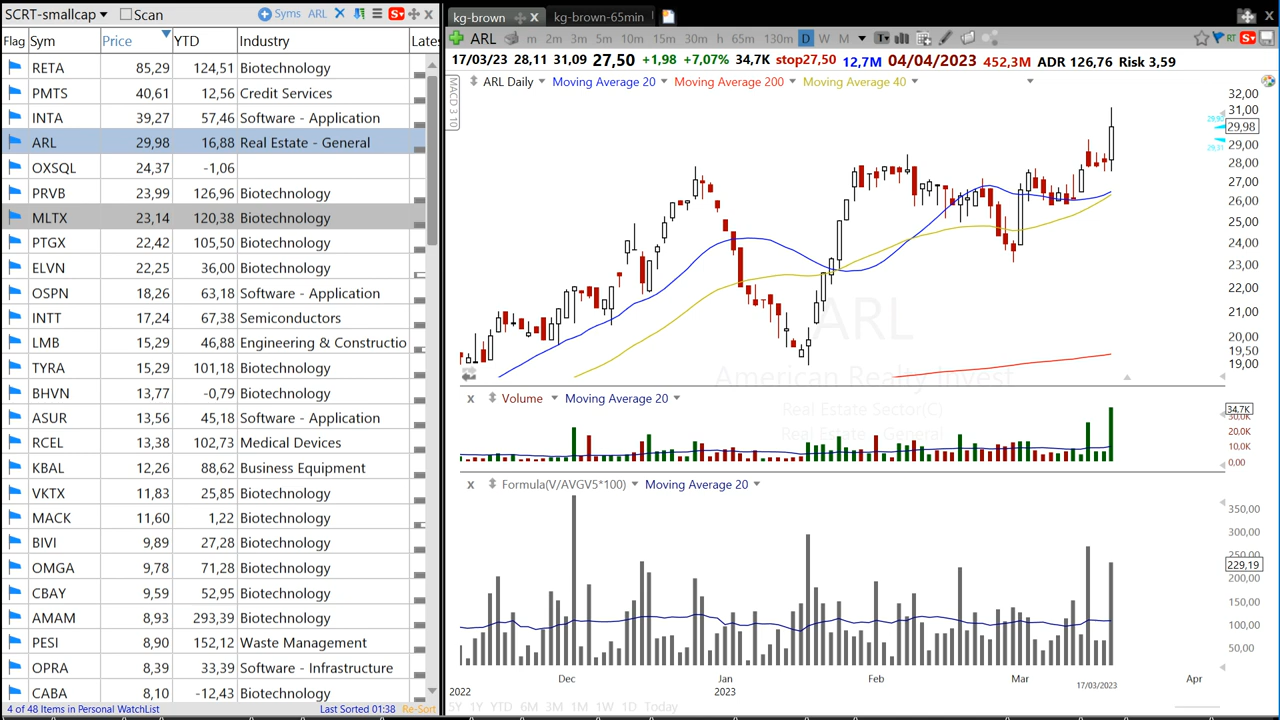 SCRT-smallcap Scan Syms ARL
Flag Sym Price YTD Industry Late
RETA 85,29 124,51 Biotechnology
PMTS 40,61 12,56 Credit Services
INTA 39,27 57,46 Software - Application
ARL 29,98 16,88 Real Estate - General
OXSQL 24,37 -1,06
PRVB 23,99 126,96 Biotechnology
MLTX 23,14 120,38 Biotechnology
PTGX 22,42 105,50 Biotechnology
ELVN 22,25 36,00 Biotechnology
OSPN 18,26 63,18 Software - Application
INTT 17,24 67,38 Semiconductors
LMB 15,29 46,88 Engineering & Constructio
TYRA 15,29 101,18 Biotechnology
BHVN 13,77 -0,79 Biotechnology
ASUR 13,56 45,18 Software - Application
RCEL 13,38 102,73 Medical Devices
KBAL 12,26 88,62 Business Equipment
VKTX 11,83 25,85 Biotechnology
MACK 11,60 1,22 Biotechnology
BIVI 9,89 27,28 Biotechnology
OMGA 9,78 71,28 Biotechnology
CBAY 9,59 52,95 Biotechnology
AMAM 8,93 293,39 Biotechnology
PESI 8,90 152,12 Waste Management
OPRA 8,39 33,39 Software - Infrastructure
CABA 8,10 -12,43 Biotechnology
4 of 48 Items in Personal WatchList Last Sorted 01:38 Re-Sort
kg-brown kg-brown-65min
ARL m 2m 3m 5m 10m 15m 30m h 65m 130m D W M RT
17/03/23 28,11 31,09 27,50 +1,98 +7,07% 34,7K stop27,50 12,7M 04/04/2023 452,3M ADR 126,76 Risk 3,59
MACD 3 10
ARL Daily Moving Average 20 Moving Average 200 Moving Average 40
32,00
31,00
29,98
29,00
29,31
28,00
27,00
26,00
25,00
24,00
23,00
22,00
21,00
20,00
19,50
19,00
ARL
American Realty Invest
Real Estate Sector(C)
Real Estate - General
Volume Moving Average 20
34,7K
30.0K
20.0K
10.0K
0.00
Formula(V/AVGV5*100) Moving Average 20
350,00
300,00
250,00
229,19
200,00
150,00
100,00
50,00
Dec Jan Feb Mar Apr
2022 2023 17/03/2023
5Y 1Y YTD 6M 3M 1M 1W 1D Today